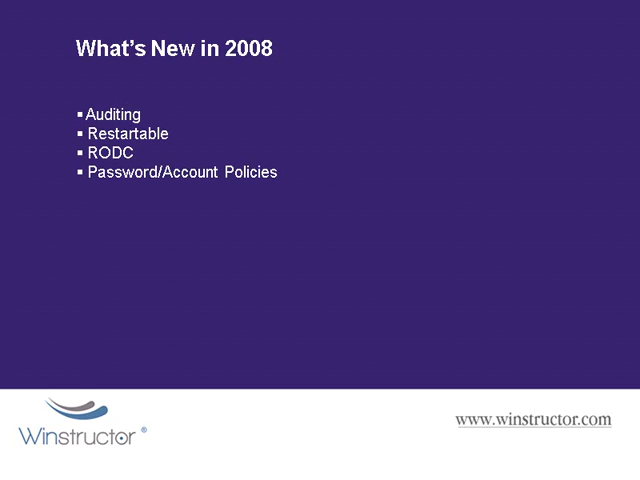 What's New in 2008
▪ Auditing
▪ Restartable
▪ RODC
▪ Password/Account Policies
Winstructor ®
www.winstructor.com